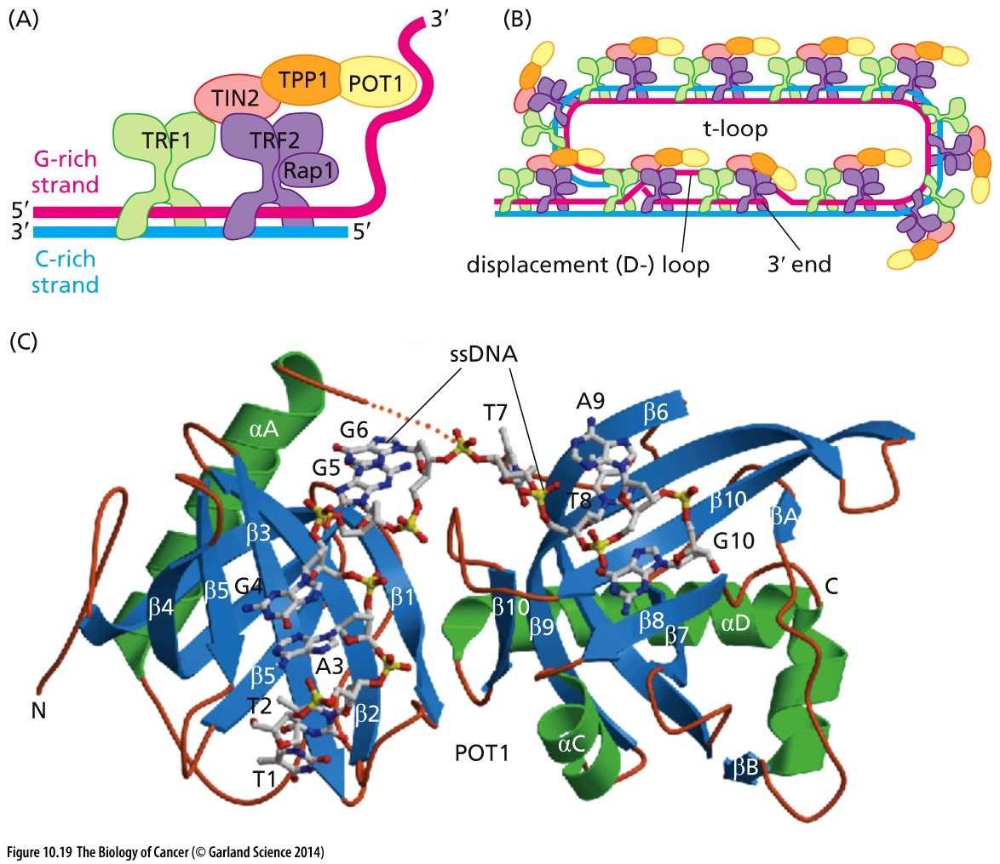 (A)
3′
TPP1
POT1
TIN2
TRF1
TRF2
Rap1
G-rich
strand
5′
3′
5′
C-rich
strand
(B)
t-loop
displacement (D-) loop
3′ end
(C)
ssDNA
αA
G6
T7
A9
β6
G5
T8
β10
βA
β3
G10
G4
β5
β4
β1
C
β10
β9
β8
β7
αD
A3
β5
T2
β2
N
αC
POT1
βB
T1
Figure 10.19 The Biology of Cancer (© Garland Science 2014)